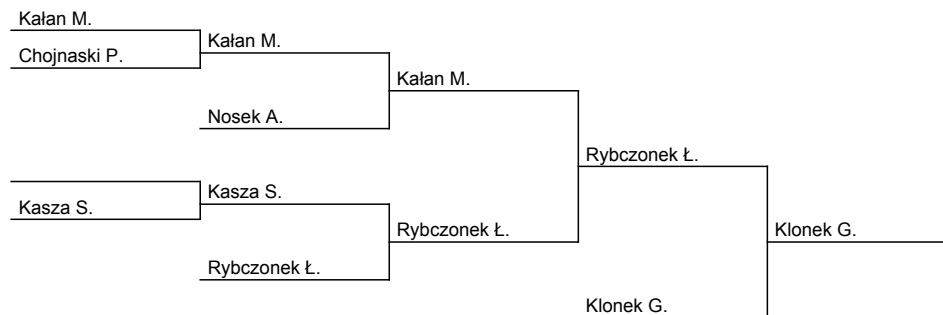 Kałan M.
Chojnaski P.
Kałan M.
Kałan M.
Nosek A.
Rybczonek Ł.
Kasza S.
Kasza S.
Rybczonek Ł.
Klonek G.
Rybczonek Ł.
Klonek G.